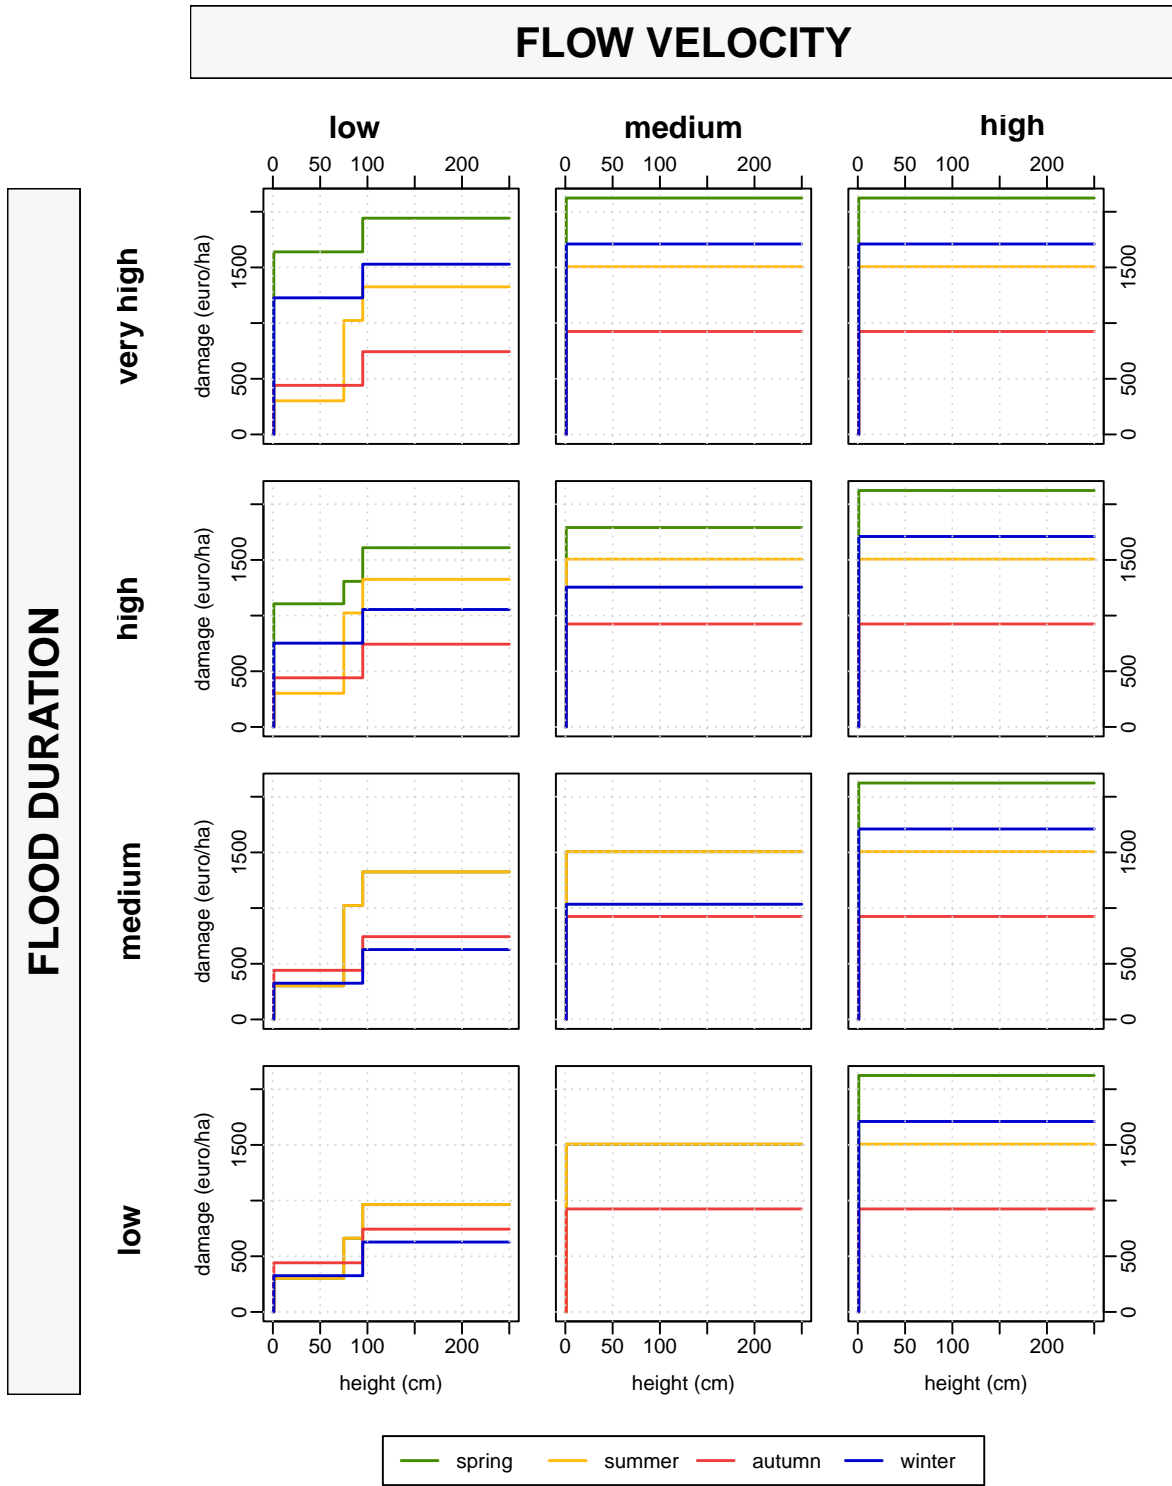 FLOW VELOCITY
low medium high
0 50 100 200 0 50 100 200 0 50 100 200
FLOOD DURATION
very high
damage (euro/ha)
0 500 1500
0 500 1500
high
damage (euro/ha)
0 500 1500
0 500 1500
medium
damage (euro/ha)
0 500 1500
0 500 1500
low
damage (euro/ha)
0 500 1500
0 500 1500
0 50 100 200 0 50 100 200 0 50 100 200
height (cm) height (cm) height (cm)
spring summer autumn winter